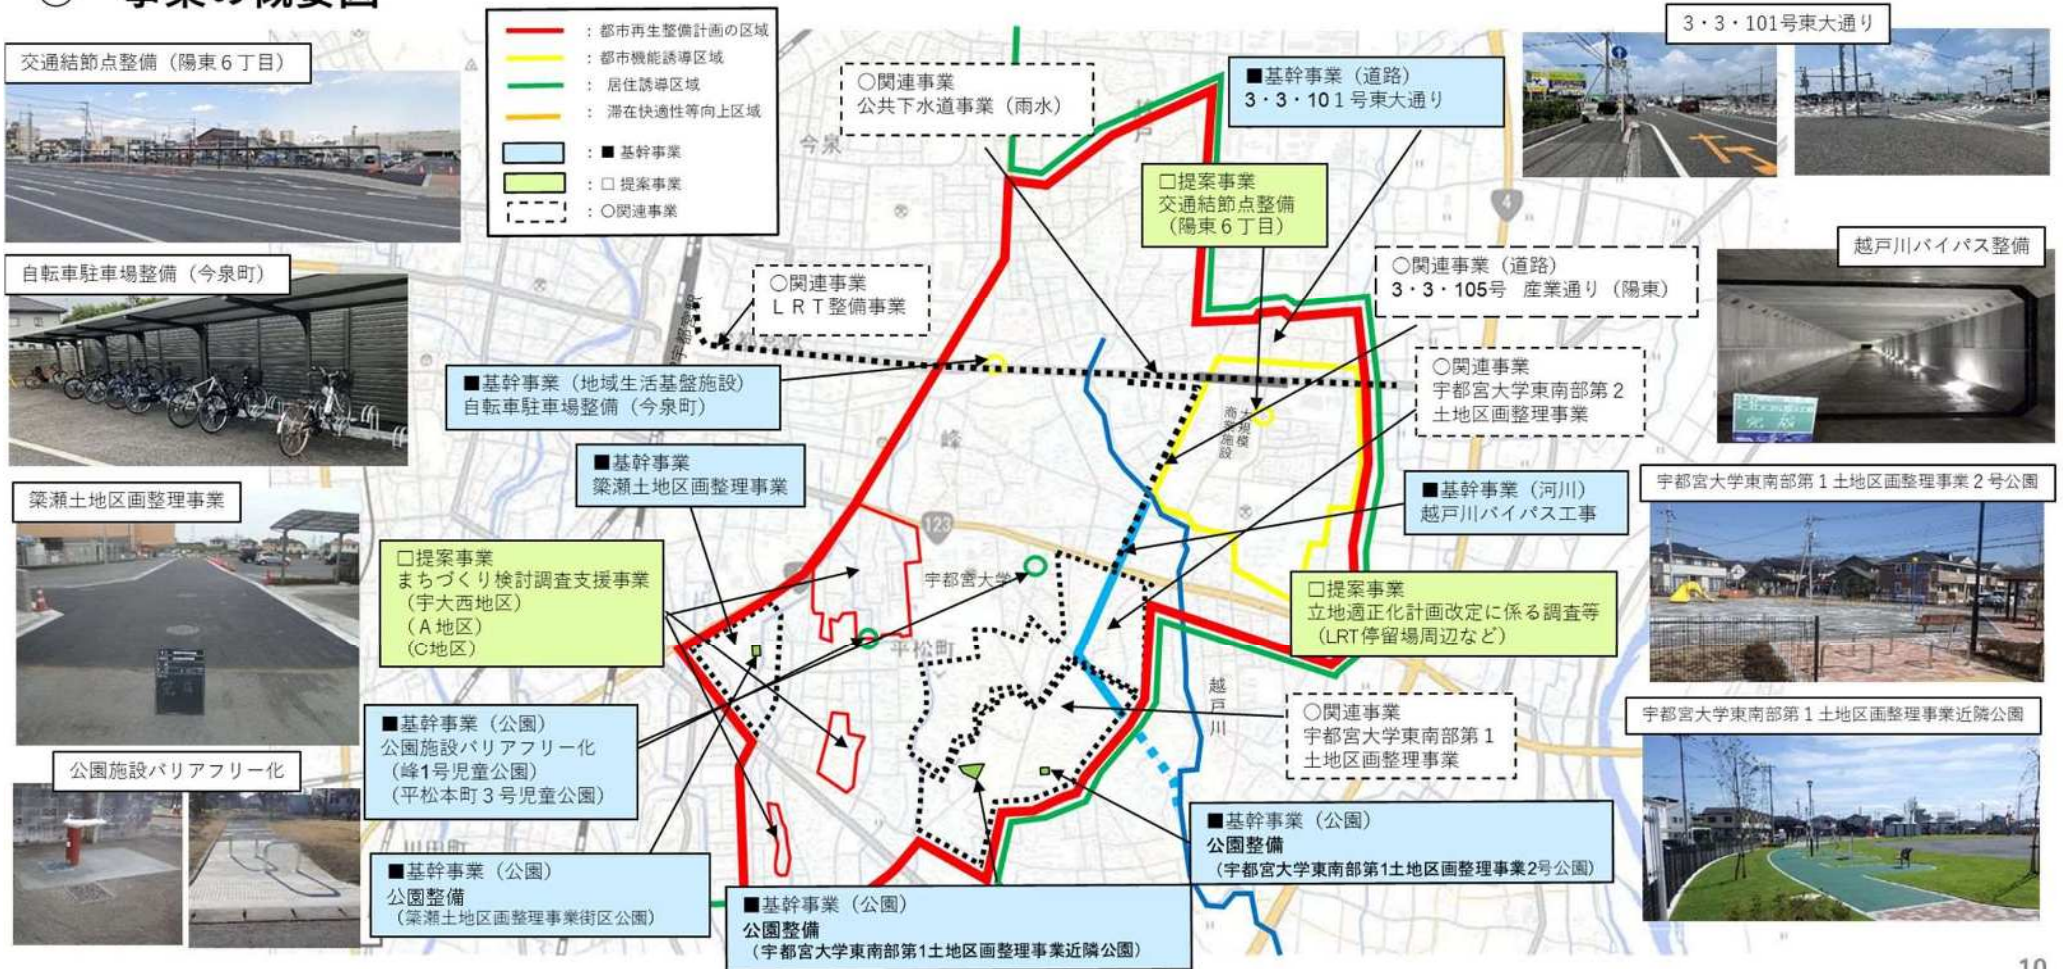 事業の概要図
交通結節点整備（陽東６丁目）
自転車駐車場整備（今泉町）
簗瀬土地区画整理事業
公園施設バリアフリー化
：都市再生整備計画の区域
：都市機能誘導区域
：居住誘導区域
：滞在快適性等向上区域
：■ 基幹事業
：□ 提案事業
：○関連事業
○関連事業
公共下水道事業（雨水）
■基幹事業（道路）
3・3・101号東大通り
□提案事業
交通結節点整備
（陽東６丁目）
○関連事業
ＬＲＴ整備事業
○関連事業（道路）
3・3・105号 産業通り（陽東）
○関連事業
宇都宮大学東南部第２
土地区画整理事業
■基幹事業（地域生活基盤施設）
自転車駐車場整備（今泉町）
■基幹事業
簗瀬土地区画整理事業
■基幹事業（河川）
越戸川バイパス工事
□提案事業
まちづくり検討調査支援事業
（宇大西地区）
（Ａ地区）
（C地区）
□提案事業
立地適正化計画改定に係る調査等
（LRT停留場周辺など）
■基幹事業（公園）
公園施設バリアフリー化
（峰1号児童公園）
（平松本町３号児童公園）
○関連事業
宇都宮大学東南部第１
土地区画整理事業
■基幹事業（公園）
公園整備
（簗瀬土地区画整理事業街区公園）
■基幹事業（公園）
公園整備
（宇都宮大学東南部第1土地区画整理事業近隣公園）
■基幹事業（公園）
公園整備
（宇都宮大学東南部第1土地区画整理事業2号公園）
今泉
峰
4
123
大規模
商業施設
宇都宮大学
平松町
越戸川
3・3・101号東大通り
越戸川バイパス整備
宇都宮大学東南部第１土地区画整理事業２号公園
宇都宮大学東南部第１土地区画整理事業近隣公園
10